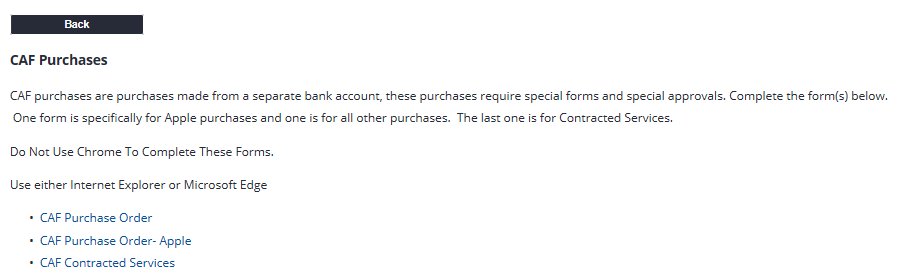 Back
CAF Purchases
CAF purchases are purchases made from a separate bank account, these purchases require special forms and special approvals. Complete the form(s) below.
One form is specifically for Apple purchases and one is for all other purchases.  The last one is for Contracted Services.
Do Not Use Chrome To Complete These Forms.
Use either Internet Explorer or Microsoft Edge
• CAF Purchase Order
• CAF Purchase Order- Apple
• CAF Contracted Services